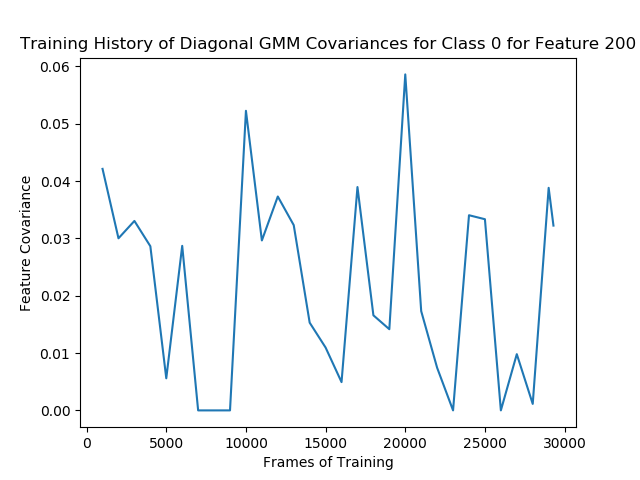 Training History of Diagonal GMM Covariances for Class 0 for Feature 200
0.06
0.05
0.04
0.03
0.02
0.01
0.00
Feature Covariance
0 5000 10000 15000 20000 25000 30000
Frames of Training